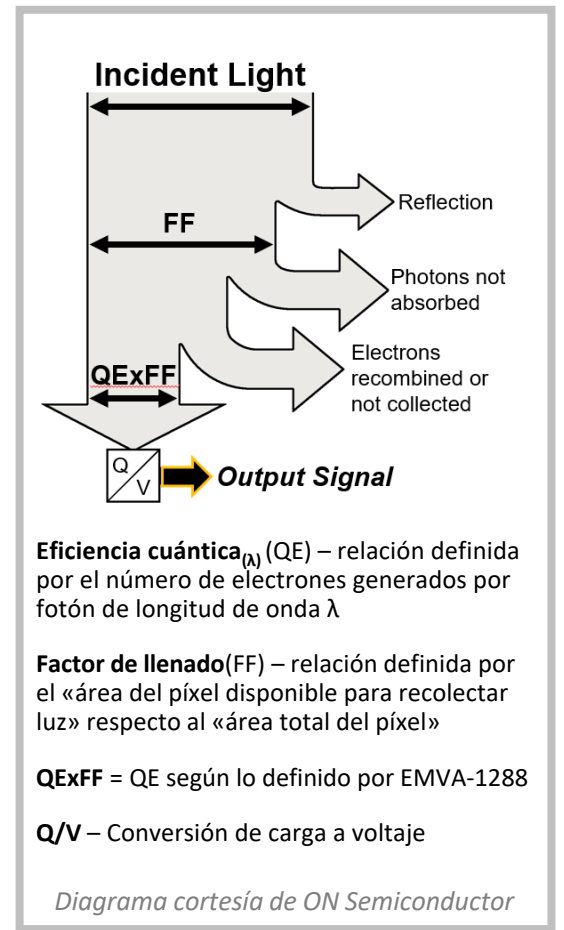 Incident Light
Reflection
FF
Photons not
absorbed
Electrons
recombined or
not collected
QExFF
Q
V
Output Signal
Eficiencia cuántica(λ) (QE) – relación definida
por el número de electrones generados por
fotón de longitud de onda λ
Factor de llenado(FF) – relación definida por
el «área del píxel disponible para recolectar
luz» respecto al «área total del píxel»
QExFF = QE según lo definido por EMVA-1288
Q/V – Conversión de carga a voltaje
Diagrama cortesía de ON Semiconductor